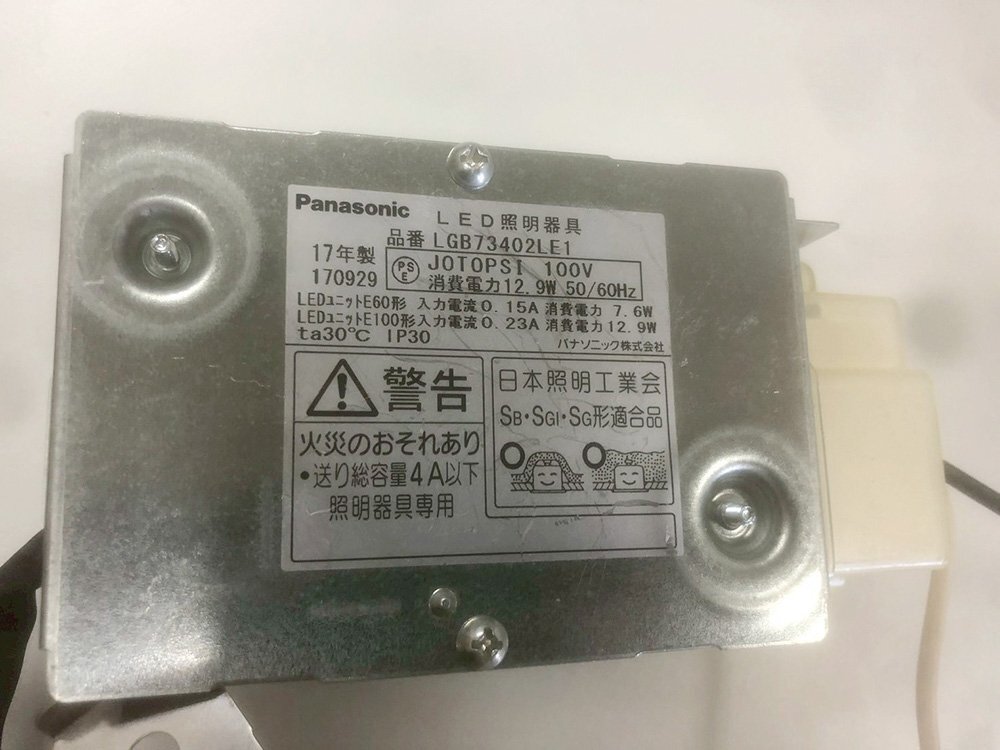 Panasonic LED照明器具
品番 LGB73402LE1
17年製
170929
PS
E
JOTOPSI 100V
消費電力12.9W 50/60Hz
LEDユニットE60形 入力電流0.15A 消費電力 7.6W
LEDユニットE100形入力電流0.23A 消費電力12.9W
ta30℃ IP30
パナソニック株式会社
警告
火災のおそれあり
•送り総容量4A以下
照明器具専用
日本照明工業会
SB・SGI・SG形適合品